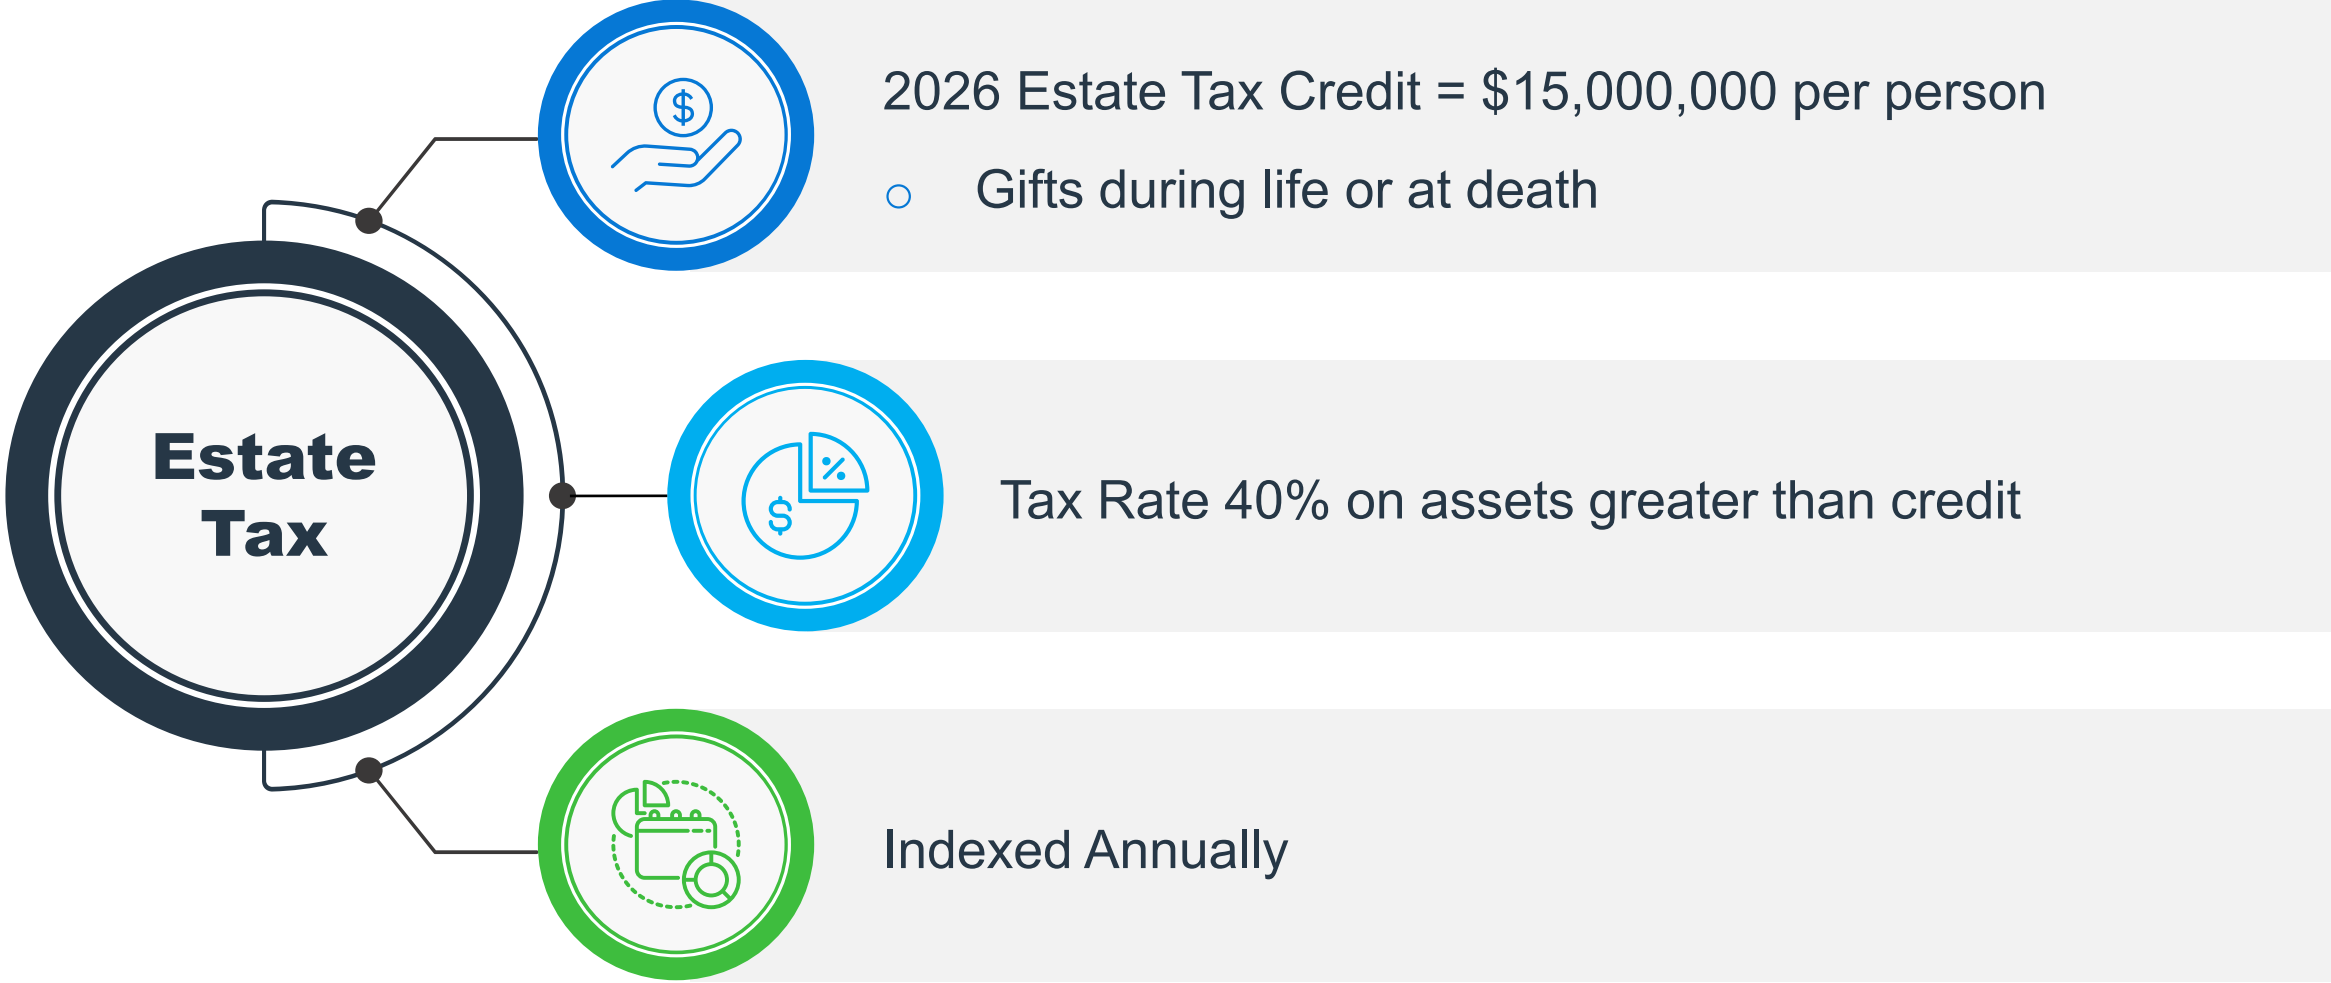 Estate
Tax
2026 Estate Tax Credit = $15,000,000 per person
Gifts during life or at death
$
Tax Rate 40% on assets greater than credit
%
$
Indexed Annually